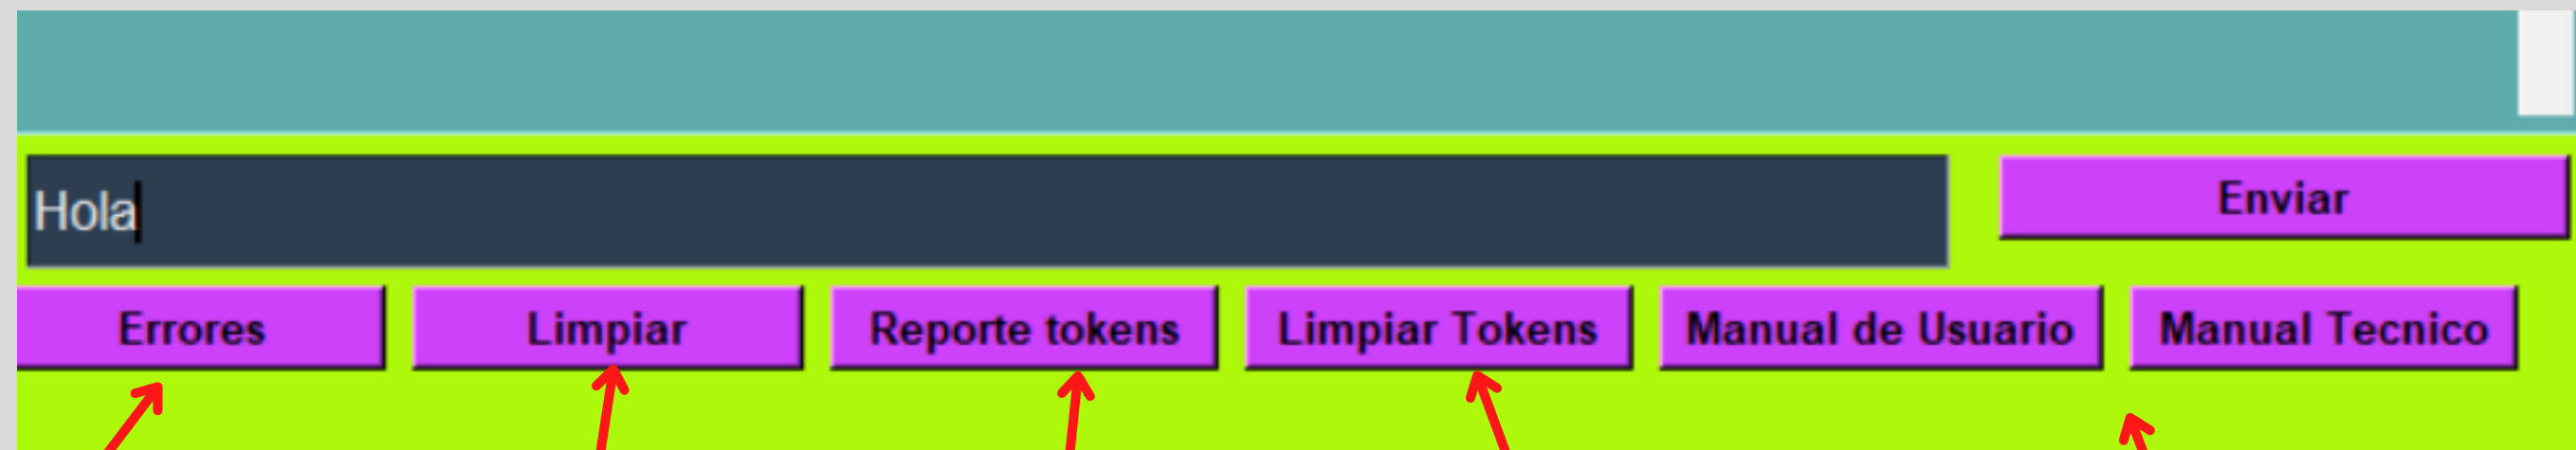 Hola
Enviar
Errores
Limpiar
Reporte tokens
Limpiar Tokens
Manual de Usuario
Manual Tecnico